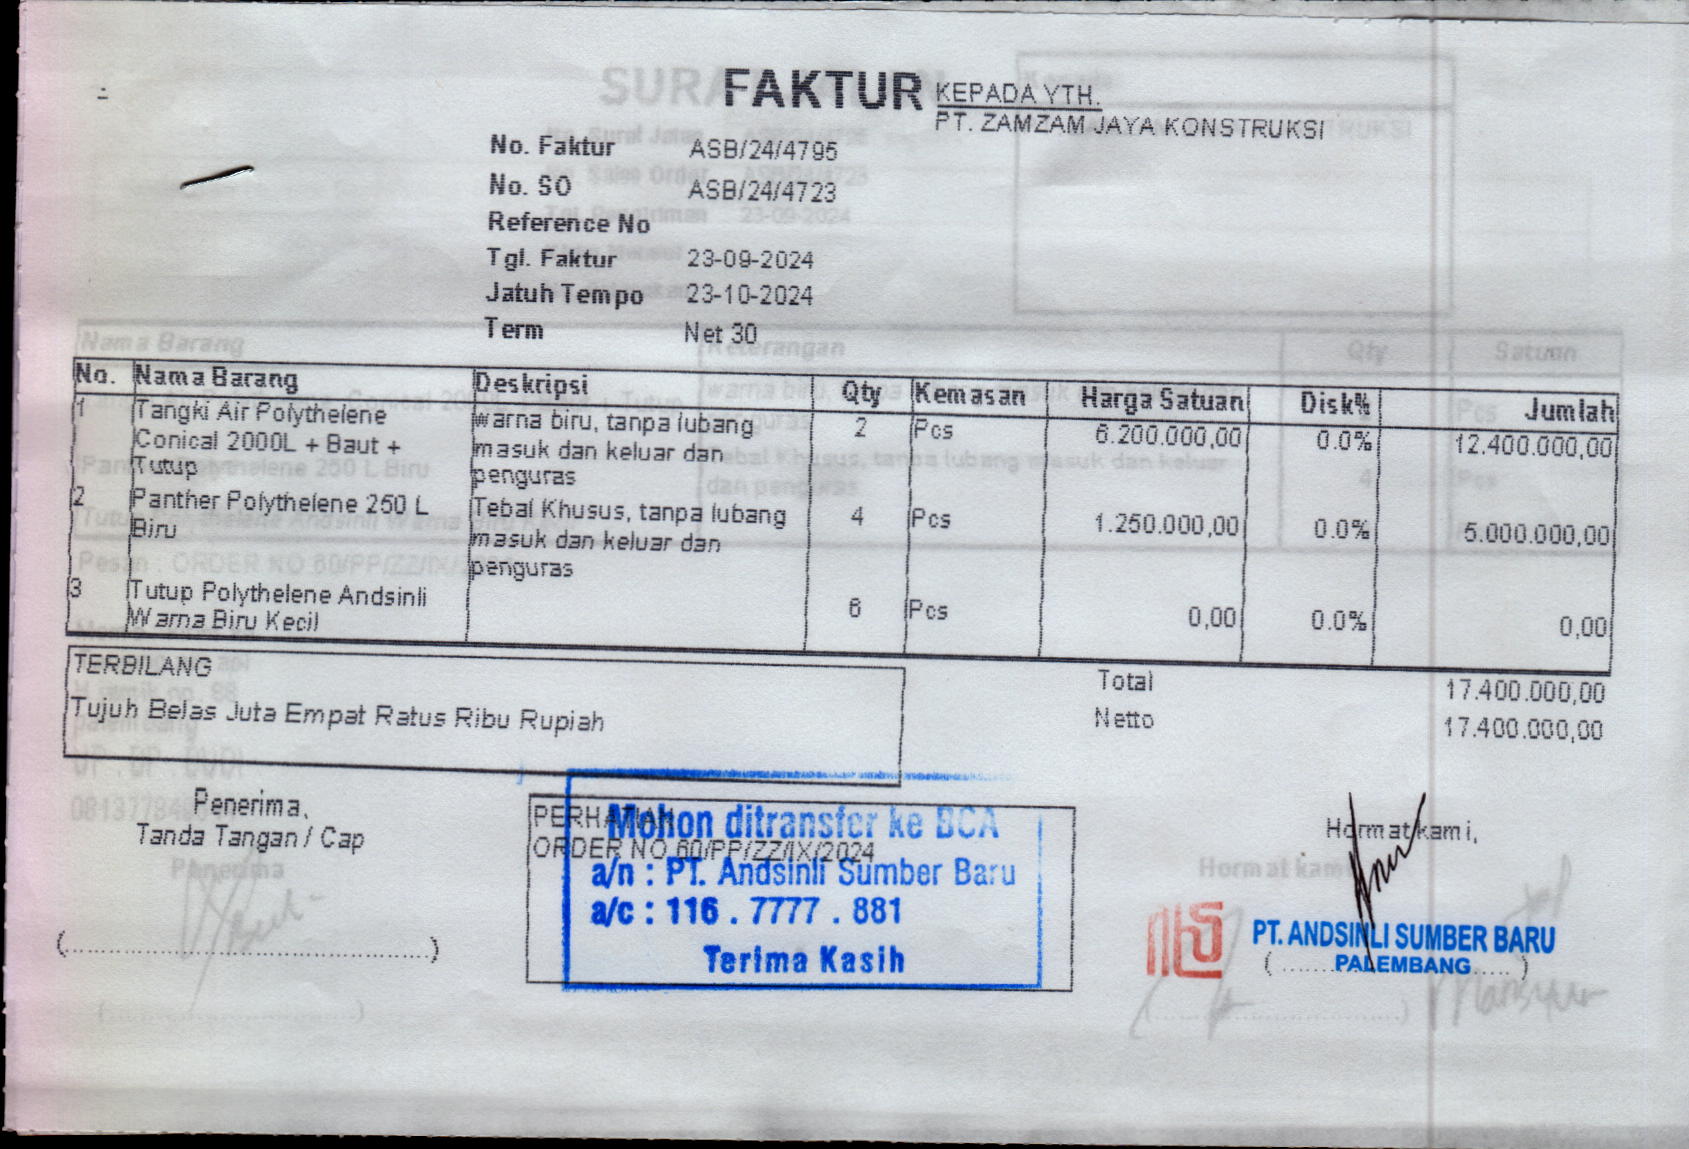 FAKTUR
KEPADA YTH.
PT. ZAMZAM JAYA KONSTRUKSI
No. Faktur ASB/24/4795
No. SO ASB/24/4723
Reference No
Tgl. Faktur 23-09-2024
Jatuh Tempo 23-10-2024
Term Net 30
No. Nama Barang Deskripsi Qty Kemasan Harga Satuan Disk% Jumlah
1 Tangki Air Polythelene warna biru, tanpa lubang 2 Pcs 6.200.000,00 0.0% 12.400.000,00
Conical 2000L + Baut + masuk dan keluar dan
Tutup penguras
2 Panther Polythelene 250 L Tebal Khusus, tanpa lubang 4 Pcs 1.250.000,00 0.0% 5.000.000,00
Biru masuk dan keluar dan
penguras
3 Tutup Polythelene Andsinli 6 Pcs 0,00 0.0% 0,00
Warna Biru Kecil
TERBILANG
Tujuh Belas Juta Empat Ratus Ribu Rupiah
Total 17.400.000,00
Netto 17.400.000,00
Penerima,
Tanda Tangan / Cap
PERHATIAN
ORDER NO 60/PP/ZZ/IX/2024
Mohon ditransfer ke BCA
a/n : PT. Andsinli Sumber Baru
a/c : 116 . 7777 . 881
Terima Kasih
Hormat kami,
PT. ANDSINLI SUMBER BARU
PALEMBANG